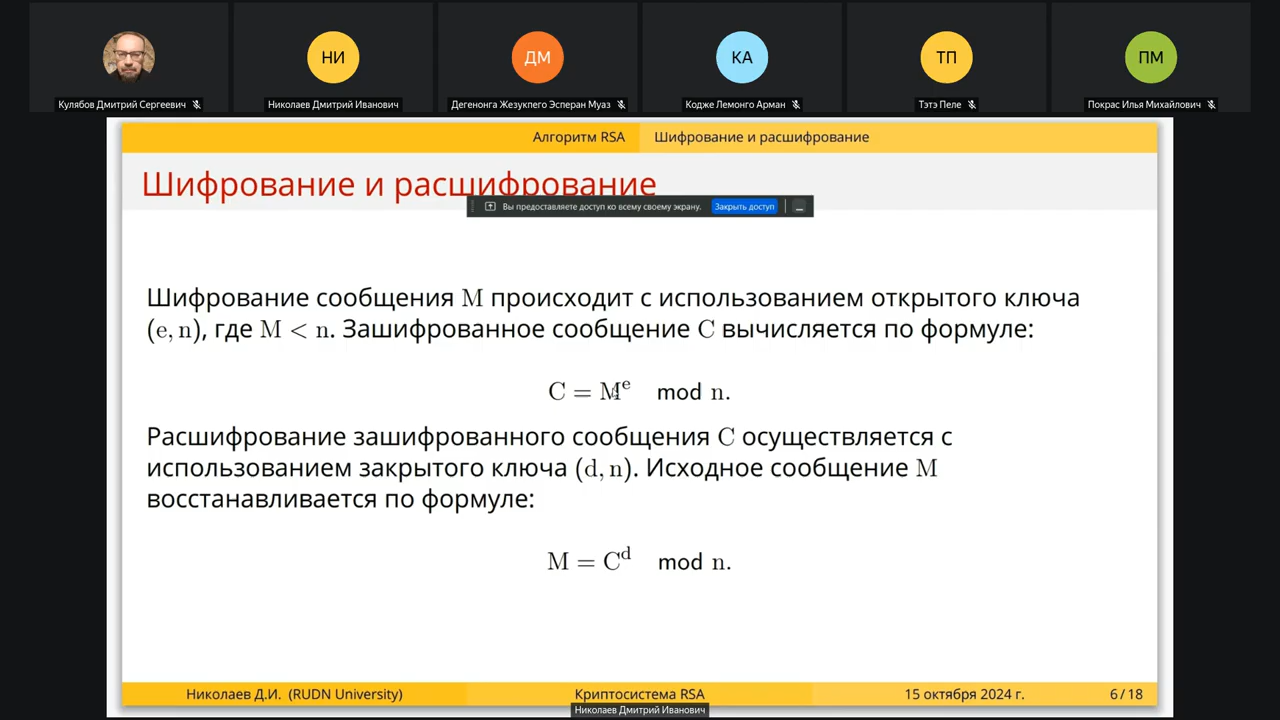 НИ
ДМ
КА
ТП
ПМ
Кулябов Дмитрий Сергеевич
Николаев Дмитрий Иванович
Дегенонга Жезуклего Эсперан Муаз
Кодже Лемонго Арман
Тэтэ Пеле
Покрас Илья Михайлович
Алгоритм RSA
Шифрование и расшифрование
Шифрование и расшифрование
Вы предоставляете доступ ко всему своему экрану.
Закрыть доступ
Шифрование сообщения M происходит с использованием открытого ключа
(e, n), где M < n. Зашифрованное сообщение C вычисляется по формуле:
C = Mᵉ mod n.
Расшифрование зашифрованного сообщения C осуществляется с
использованием закрытого ключа (d, n). Исходное сообщение M
восстанавливается по формуле:
M = Cᵈ mod n.
Николаев Д.И. (RUDN University)
Криптосистема RSA
15 октября 2024 г.
6 / 18
Николаев Дмитрий Иванович